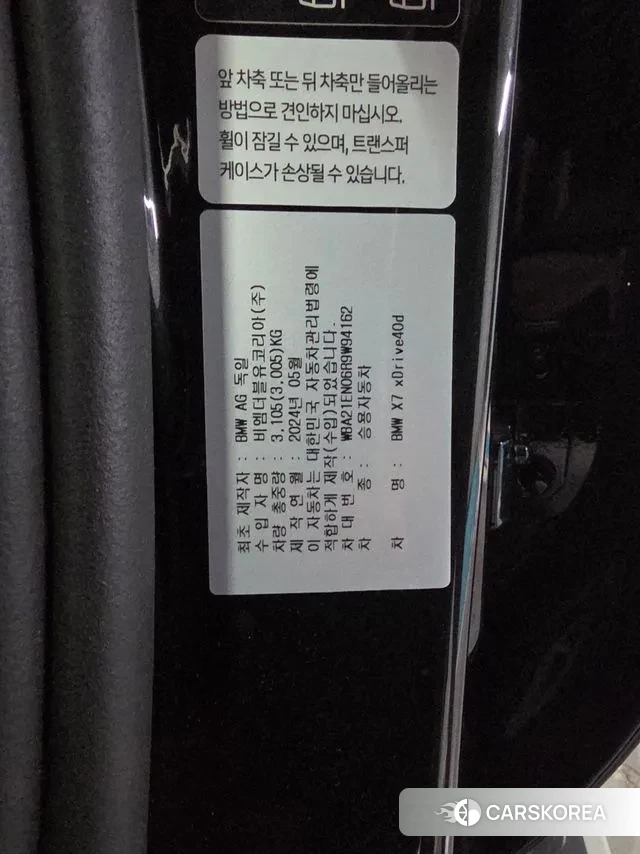 앞 차축 또는 뒤 차축만 들어올리는
방법으로 견인하지 마십시오.
휠이 잠길 수 있으며, 트랜스퍼
케이스가 손상될 수 있습니다.
최초 제작자 : BMW AG 독일
수 입 자 명 : 비엠더블유코리아(주)
차량 총중량 : 3,105(3,005)KG
제 작 연 월 : 2024년 05월
이 자동차는 대한민국 자동차관리법령에
적합하게 제작(수입)되었습니다.
차 대 번 호 : WBA21EN06R9W94162
차 종 : 승용자동차
차 명 : BMW X7 xDrive40d
CARSKOREA